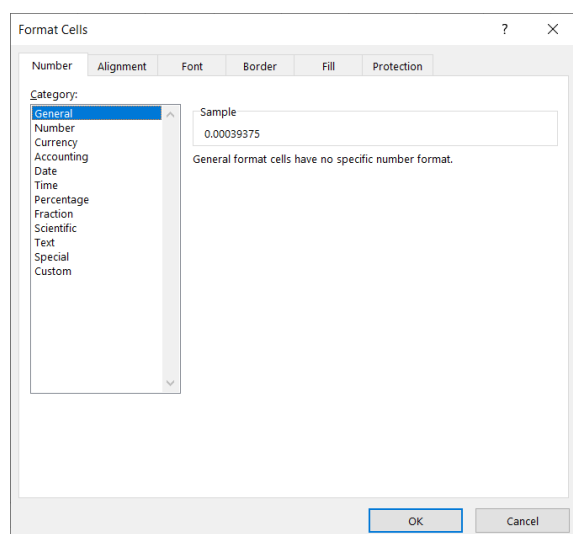 Format Cells ? ×
Number Alignment Font Border Fill Protection
Category:
General
Number
Currency
Accounting
Date
Time
Percentage
Fraction
Scientific
Text
Special
Custom
Sample
0.00039375
General format cells have no specific number format.
OK Cancel